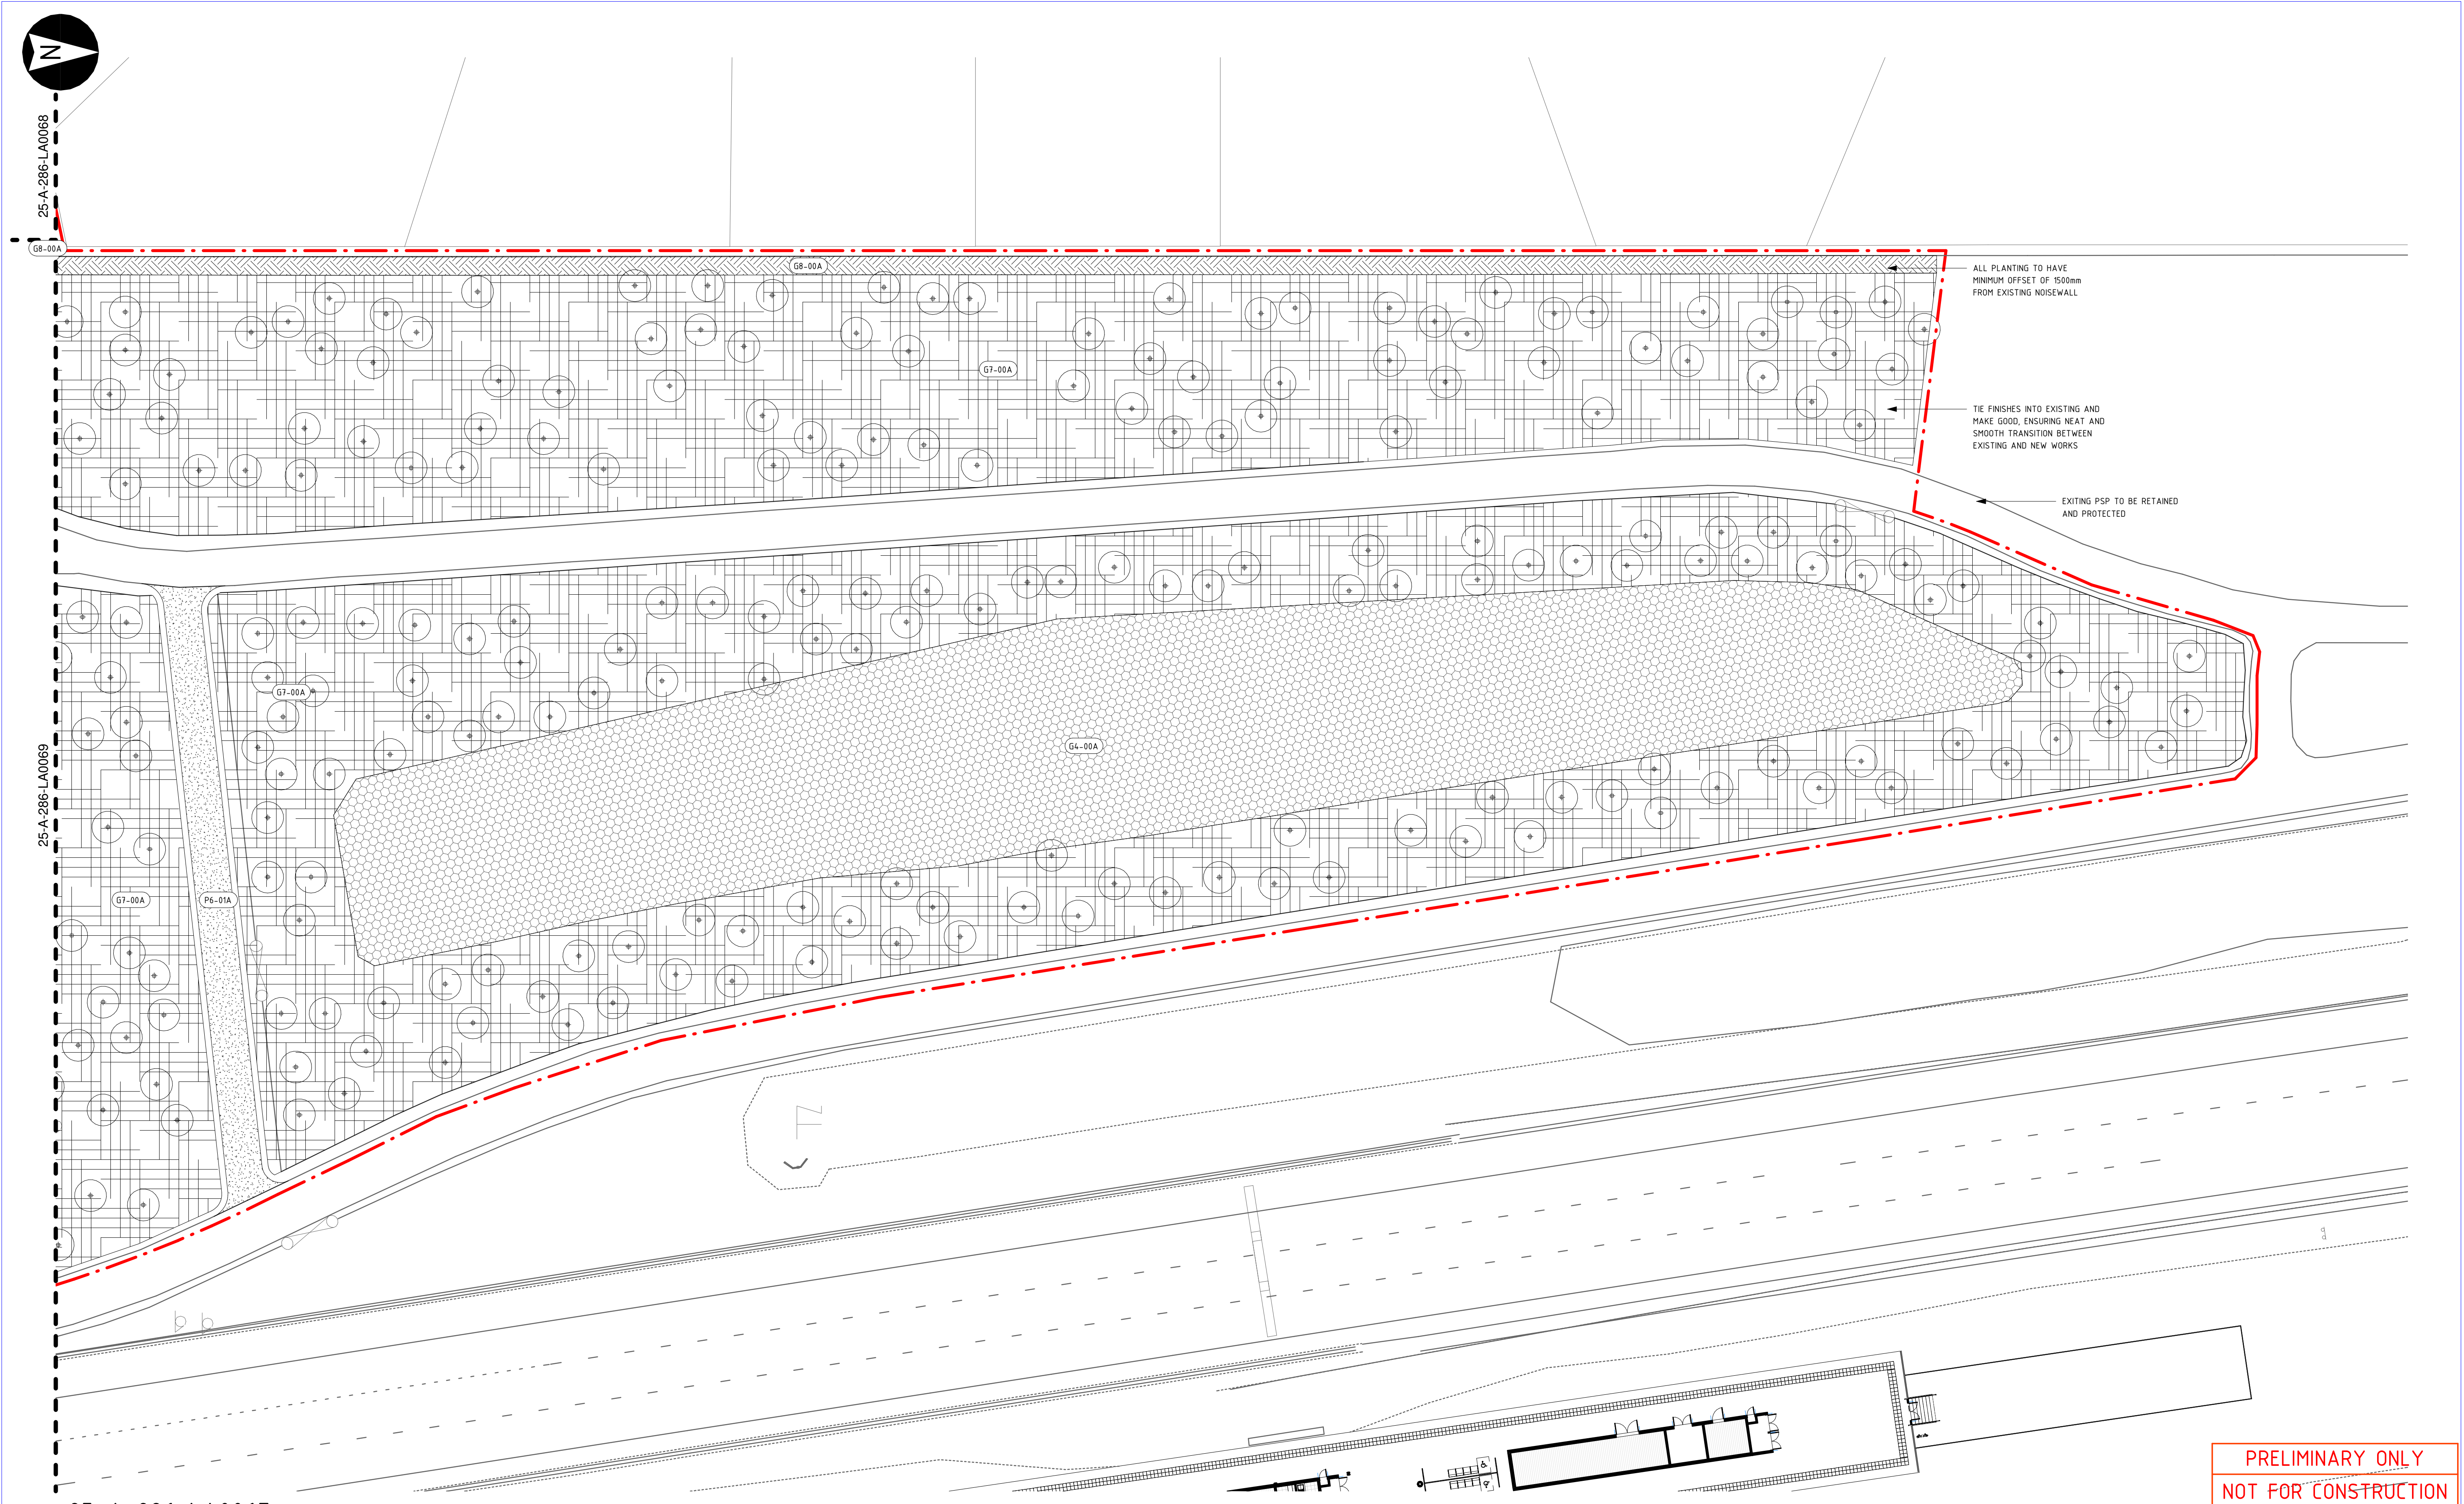 N
25-A-286-LA0068
G8-00A
G8-00A
ALL PLANTING TO HAVE
MINIMUM OFFSET OF 1500mm
FROM EXISTING NOISEWALL
G7-00A
TIE FINISHES INTO EXISTING AND
MAKE GOOD, ENSURING NEAT AND
SMOOTH TRANSITION BETWEEN
EXISTING AND NEW WORKS
EXITING PSP TO BE RETAINED
AND PROTECTED
G7-00A
G4-00A
25-A-286-LA0069
G7-00A
P6-01A
PRELIMINARY ONLY
NOT FOR CONSTRUCTION